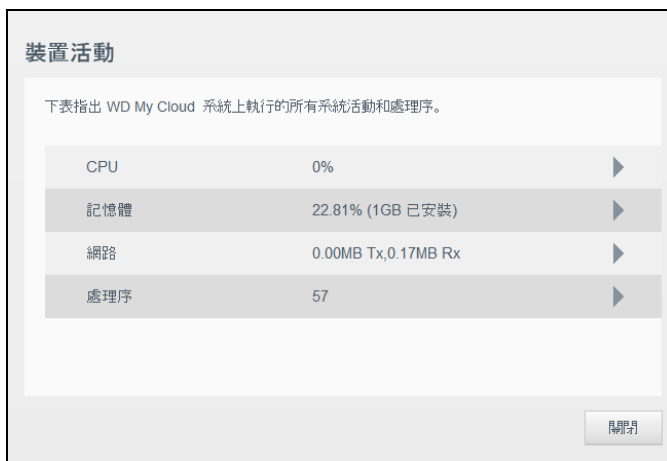 裝置活動
下表指出 WD My Cloud 系統上執行的所有系統活動和處理序。
CPU 0%
記憶體 22.81% (1GB 已安裝)
網路 0.00MB Tx,0.17MB Rx
處理序 57
關閉